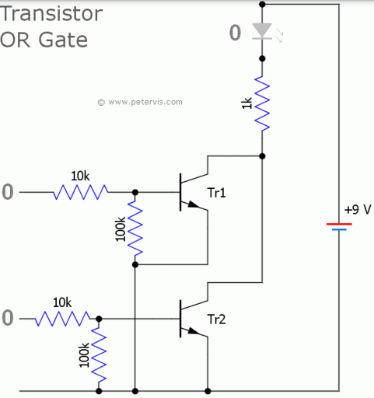 Transistor
OR Gate
0
© www.petervis.com
1k
10k
0
Tr1
100k
+9 V
10k
0
Tr2
100k